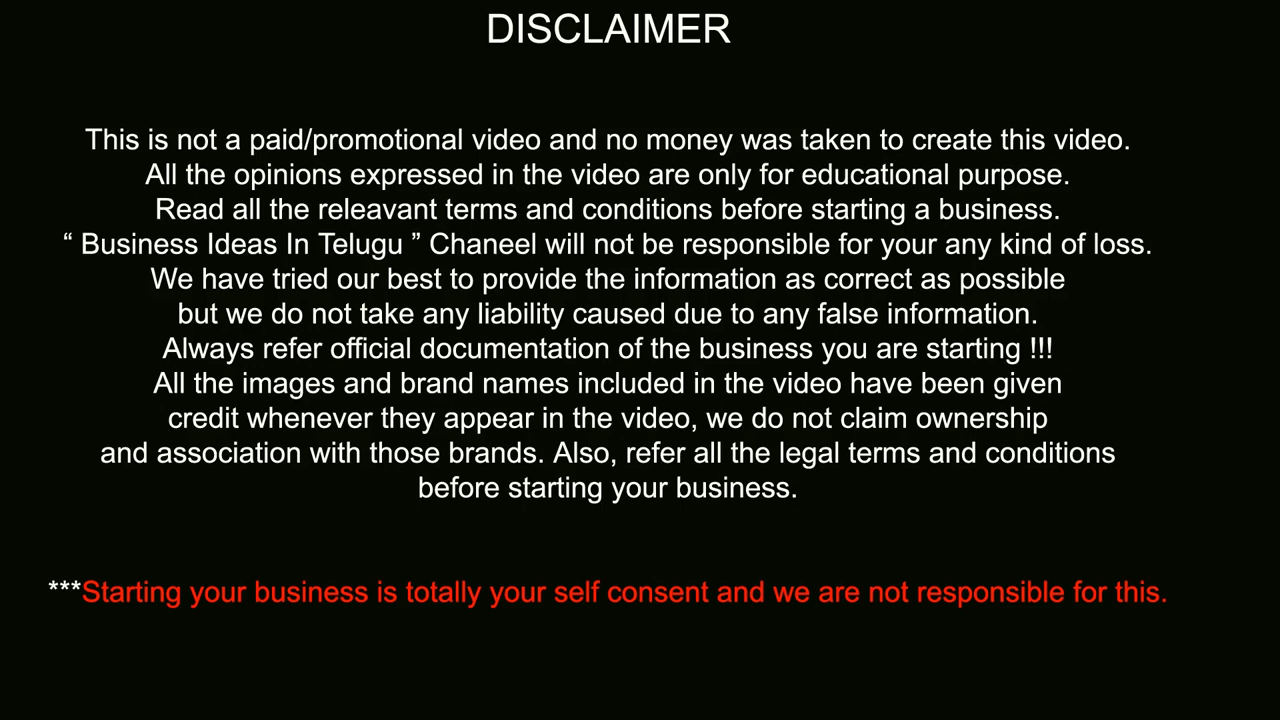 DISCLAIMER
This is not a paid/promotional video and no money was taken to create this video.
All the opinions expressed in the video are only for educational purpose.
Read all the releavant terms and conditions before starting a business.
“ Business Ideas In Telugu ” Chaneel will not be responsible for your any kind of loss.
We have tried our best to provide the information as correct as possible
but we do not take any liability caused due to any false information.
Always refer official documentation of the business you are starting !!!
All the images and brand names included in the video have been given
credit whenever they appear in the video, we do not claim ownership
and association with those brands. Also, refer all the legal terms and conditions
before starting your business.
***Starting your business is totally your self consent and we are not responsible for this.